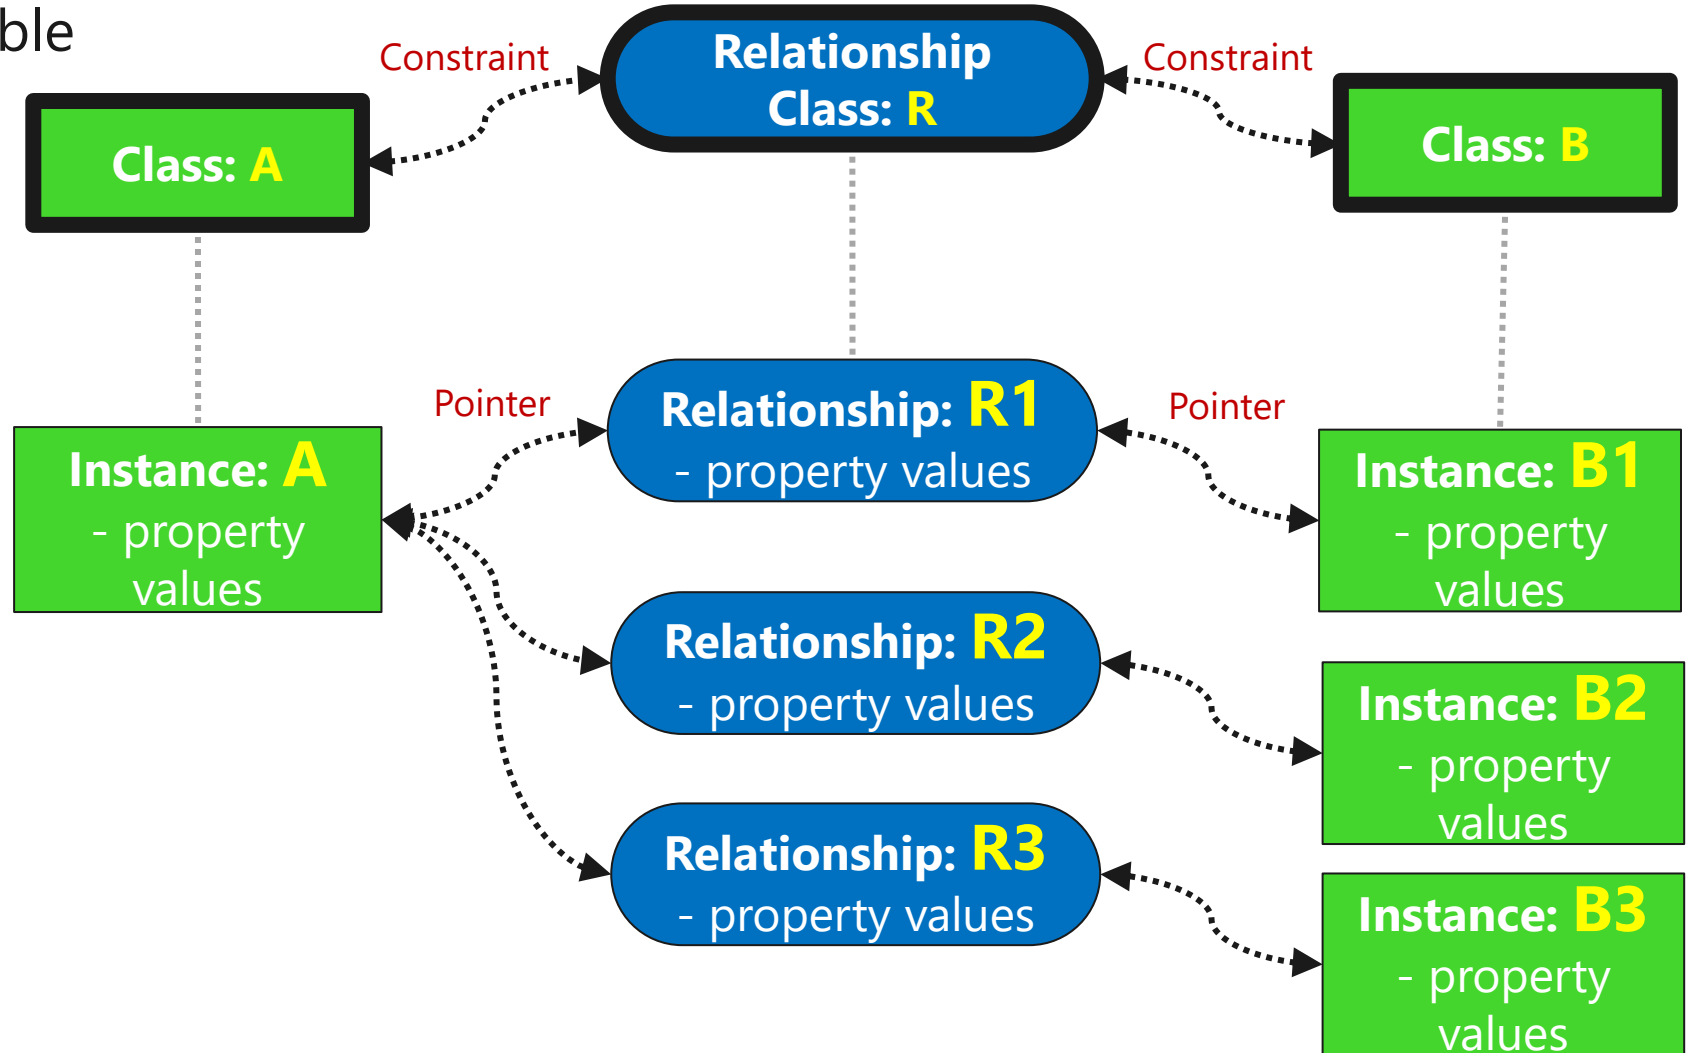 ble
Constraint
Relationship
Class: R
Constraint
Class: A
Class: B
Pointer
Relationship: R1
- property values
Pointer
Instance: A
- property
values
Instance: B1
- property
values
Relationship: R2
- property values
Instance: B2
- property
values
Relationship: R3
- property values
Instance: B3
- property
values